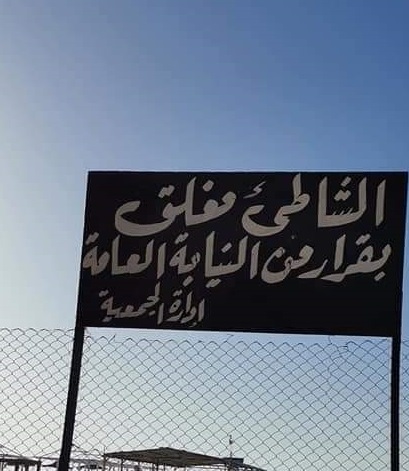 الشاطئ مغلق
بقرار من النيابة العامة
إدارة الجمعية